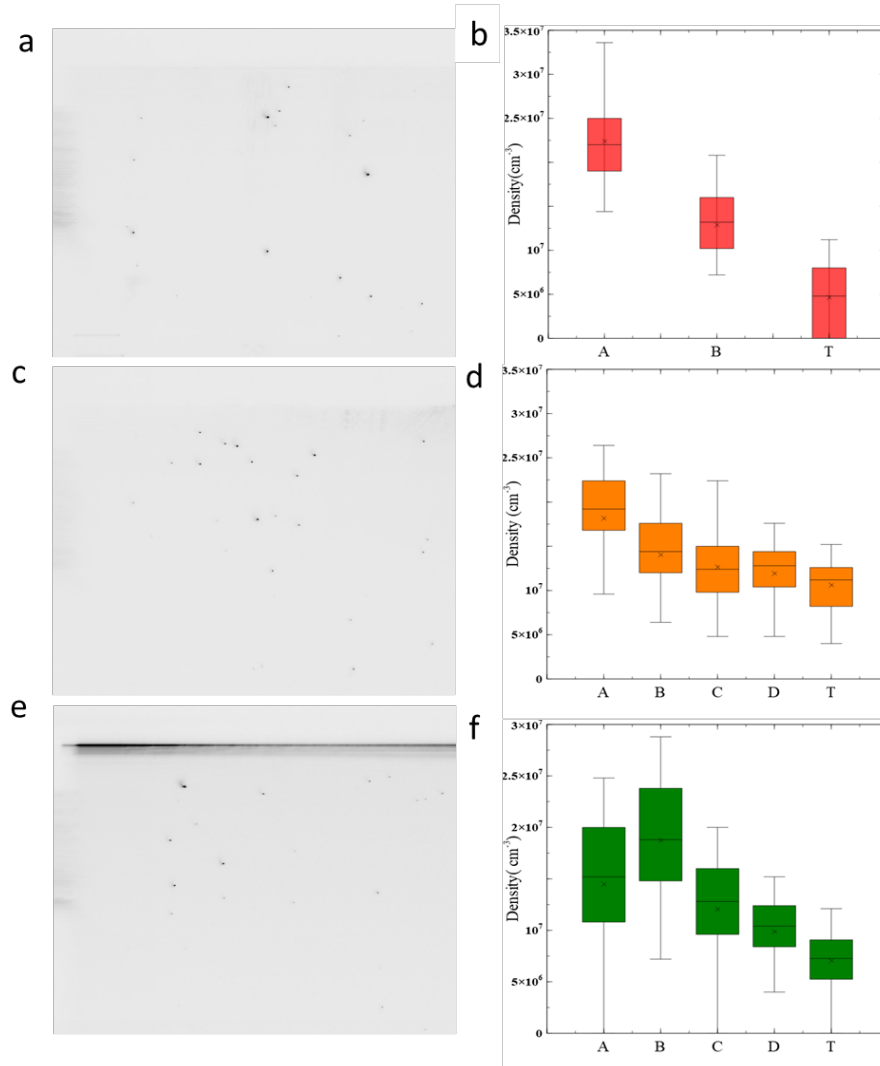 a
b
3.5×10⁷
3×10⁷
2.5×10⁷
10⁷
5×10⁶
0
Density(cm⁻³)
A B T
c
d
3.5×10⁷
3×10⁷
2.5×10⁷
10⁷
5×10⁶
0
Density (cm⁻³)
A B C D T
e
f
3×10⁷
2.5×10⁷
2×10⁷
10⁷
5×10⁶
0
Density( cm⁻³)
A B C D T